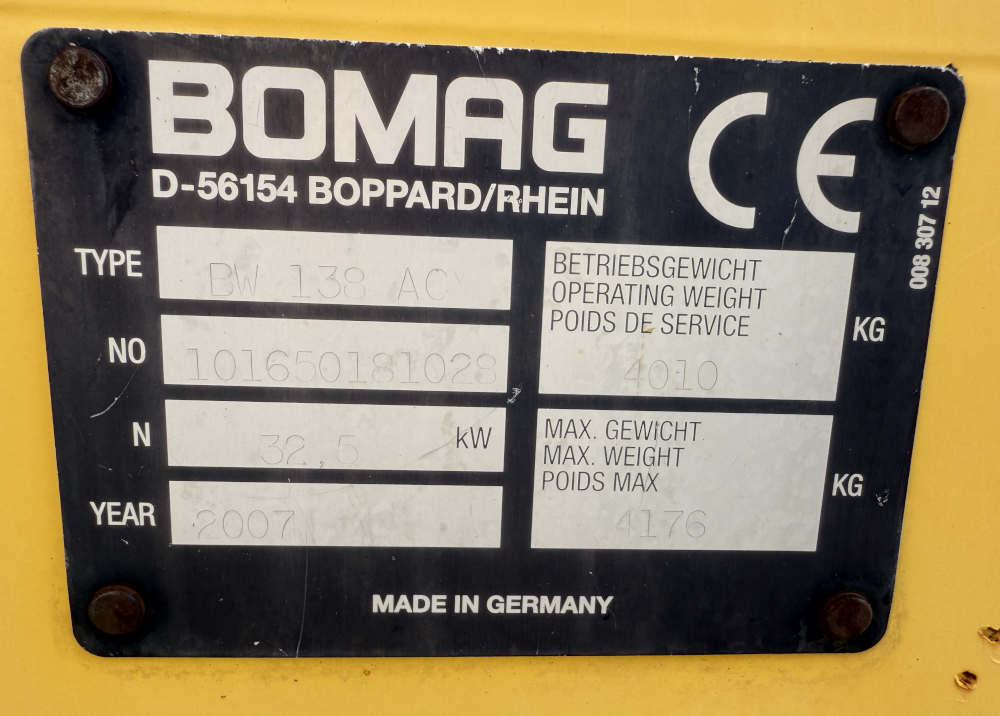 BOMAG
CE
D-56154 BOPPARD/RHEIN
008 307 12
TYPE BW 138 AC
NO 101650181028
N 32,5 kW
YEAR 2007
BETRIEBSGEWICHT
OPERATING WEIGHT
POIDS DE SERVICE
4010 KG
MAX. GEWICHT
MAX. WEIGHT
POIDS MAX
4176 KG
MADE IN GERMANY